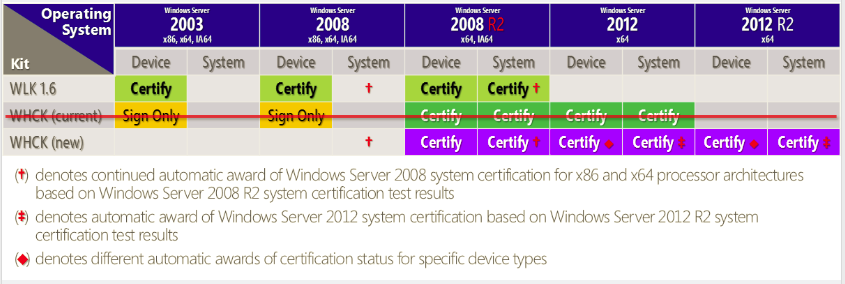 Operating System
Kit
Windows Server 2003 x86, x64, IA64
Windows Server 2008 x86, x64, IA64
Windows Server 2008 R2 x64, IA64
Windows Server 2012 x64
Windows Server 2012 R2 x64
Device System Device System Device System Device System Device System
WLK 1.6 Certify Certify † Certify Certify †
WHCK (current) Sign Only Sign Only Certify Certify Certify Certify
WHCK (new) † Certify Certify † Certify ◆ Certify ‡ Certify ◆ Certify ‡
(†) denotes continued automatic award of Windows Server 2008 system certification for x86 and x64 processor architectures
based on Windows Server 2008 R2 system certification test results
(‡) denotes automatic award of Windows Server 2012 system certification based on Windows Server 2012 R2 system
certification test results
(◆) denotes different automatic awards of certification status for specific device types